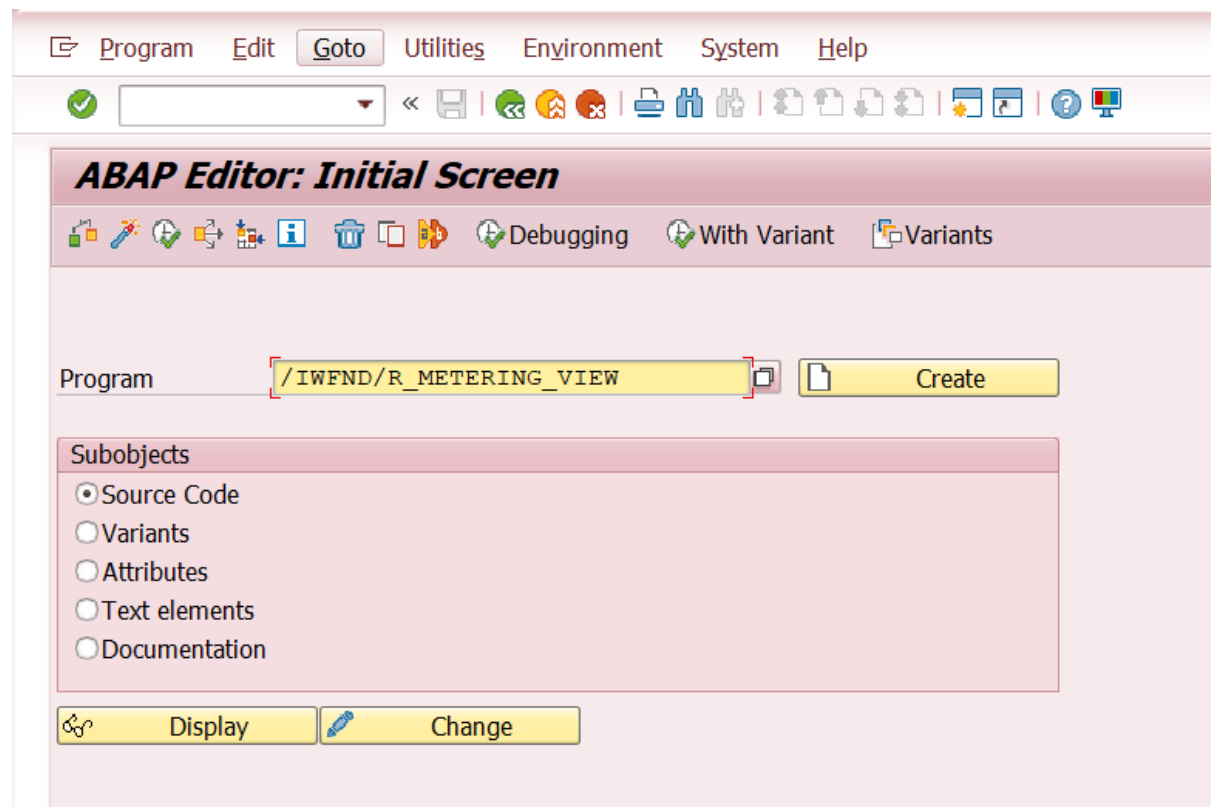 Program Edit Goto Utilities Environment System Help
ABAP Editor: Initial Screen
Debugging With Variant Variants
Program /IWFND/R_METERING_VIEW Create
Subobjects
Source Code
Variants
Attributes
Text elements
Documentation
Display Change